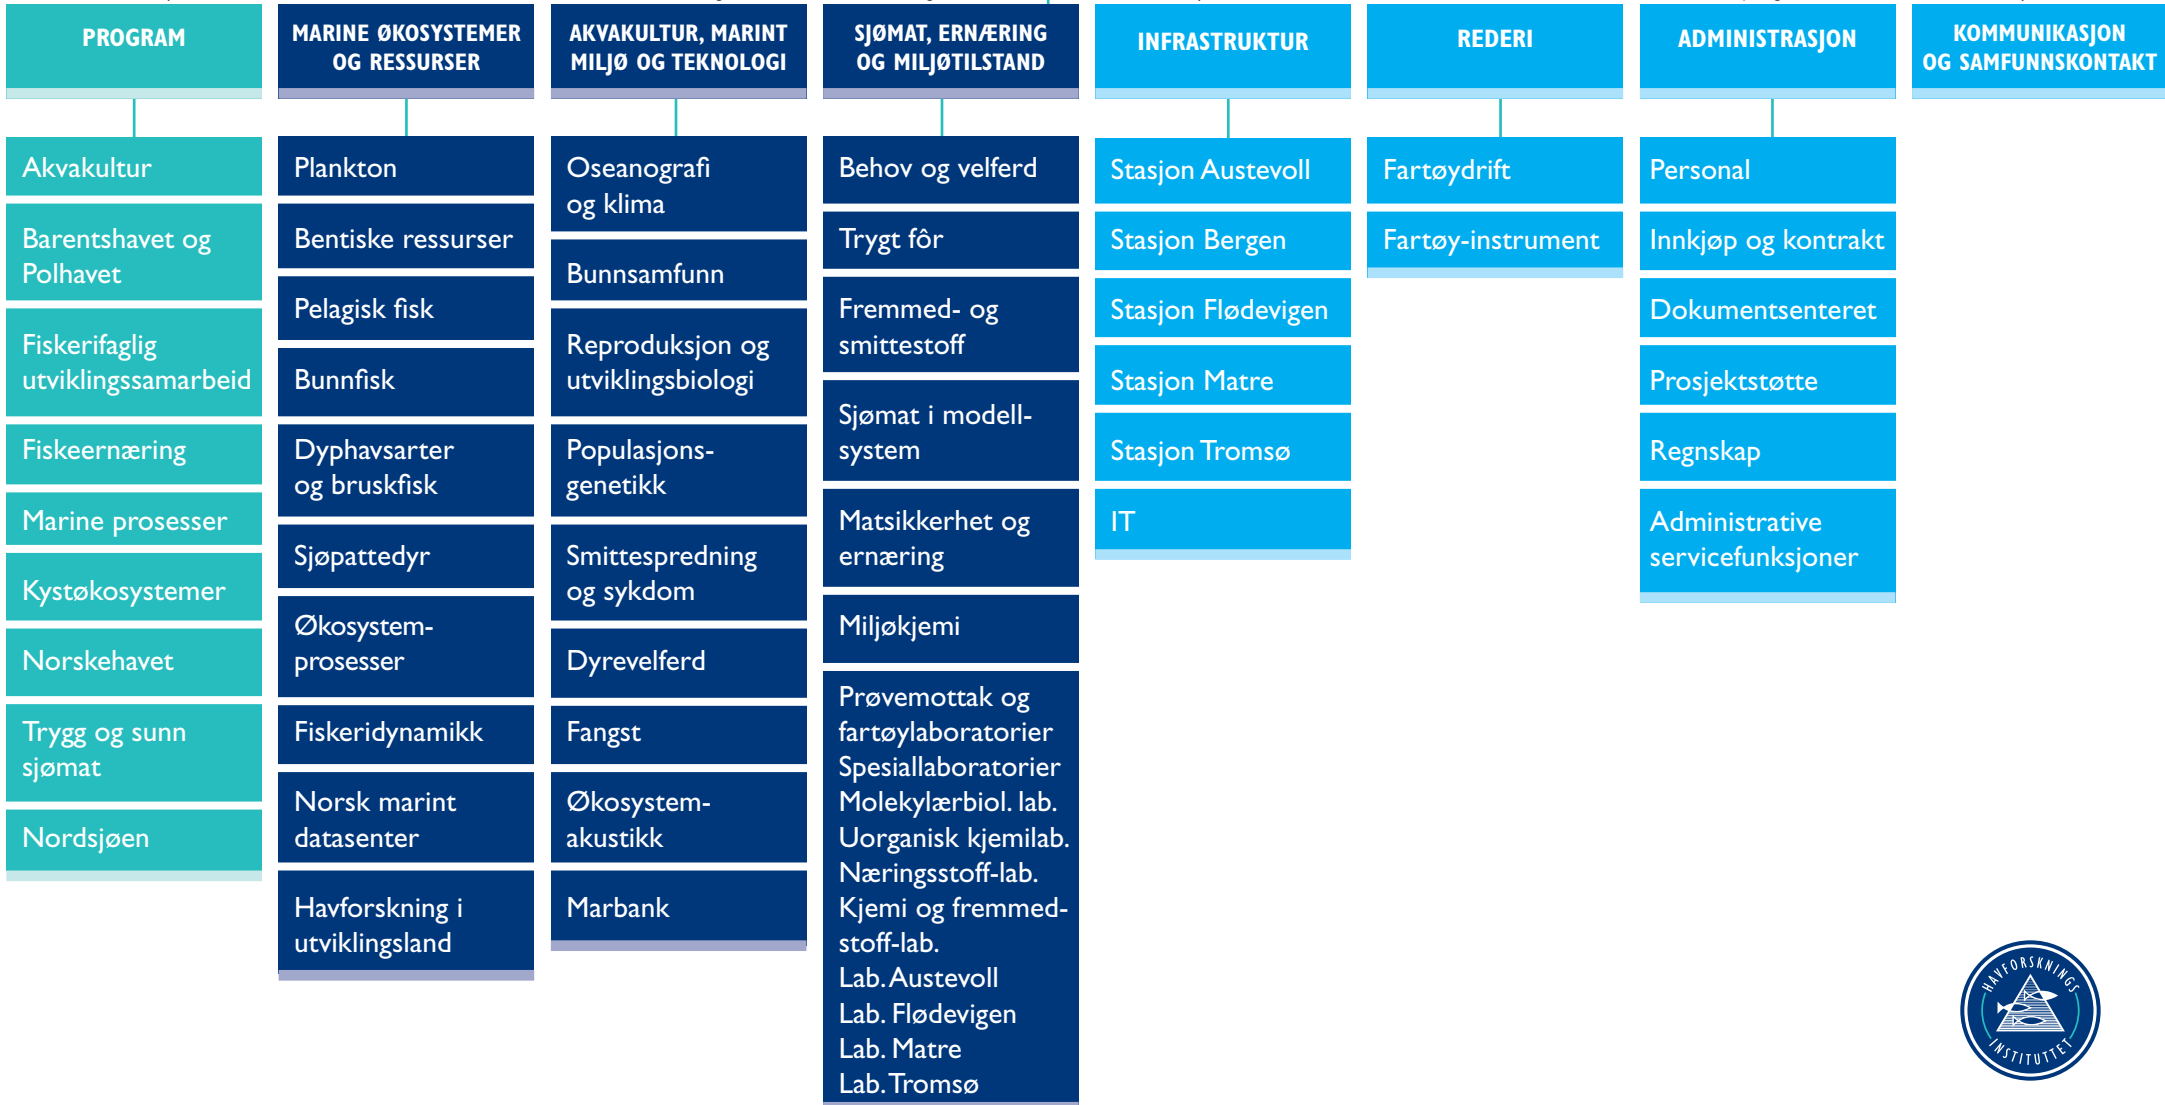 PROGRAM
Akvakultur
Barentshavet og
Polhavet
Fiskerifaglig
utviklingssamarbeid
Fiskeernæring
Marine prosesser
Kystøkosystemer
Norskehavet
Trygg og sunn
sjømat
Nordsjøen
MARINE ØKOSYSTEMER
OG RESSURSER
Plankton
Bentiske ressurser
Pelagisk fisk
Bunnfisk
Dyphavsarter
og bruskfisk
Sjøpattedyr
Økosystem-
prosesser
Fiskeridynamikk
Norsk marint
datasenter
Havforskning i
utviklingsland
AKVAKULTUR, MARINT
MILJØ OG TEKNOLOGI
Oseanografi
og klima
Bunnsamfunn
Reproduksjon og
utviklingsbiologi
Populasjons-
genetikk
Smittespredning
og sykdom
Dyrevelferd
Fangst
Økosystem-
akustikk
Marbank
SJØMAT, ERNÆRING
OG MILJØTILSTAND
Behov og velferd
Trygt fôr
Fremmed- og
smittestoff
Sjømat i modell-
system
Matsikkerhet og
ernæring
Miljøkjemi
Prøvemottak og
fartøylaboratorier
Spesiallaboratorier
Molekylærbiol. lab.
Uorganisk kjemilab.
Næringsstoff-lab.
Kjemi og fremmed-
stoff-lab.
Lab. Austevoll
Lab. Flødevigen
Lab. Matre
Lab. Tromsø
INFRASTRUKTUR
Stasjon Austevoll
Stasjon Bergen
Stasjon Flødevigen
Stasjon Matre
Stasjon Tromsø
IT
REDERI
Fartøydrift
Fartøy-instrument
ADMINISTRASJON
Personal
Innkjøp og kontrakt
Dokumentsenteret
Prosjektstøtte
Regnskap
Administrative
servicefunksjoner
KOMMUNIKASJON
OG SAMFUNNSKONTAKT
HAVFORSKNINGS
INSTITUTTET